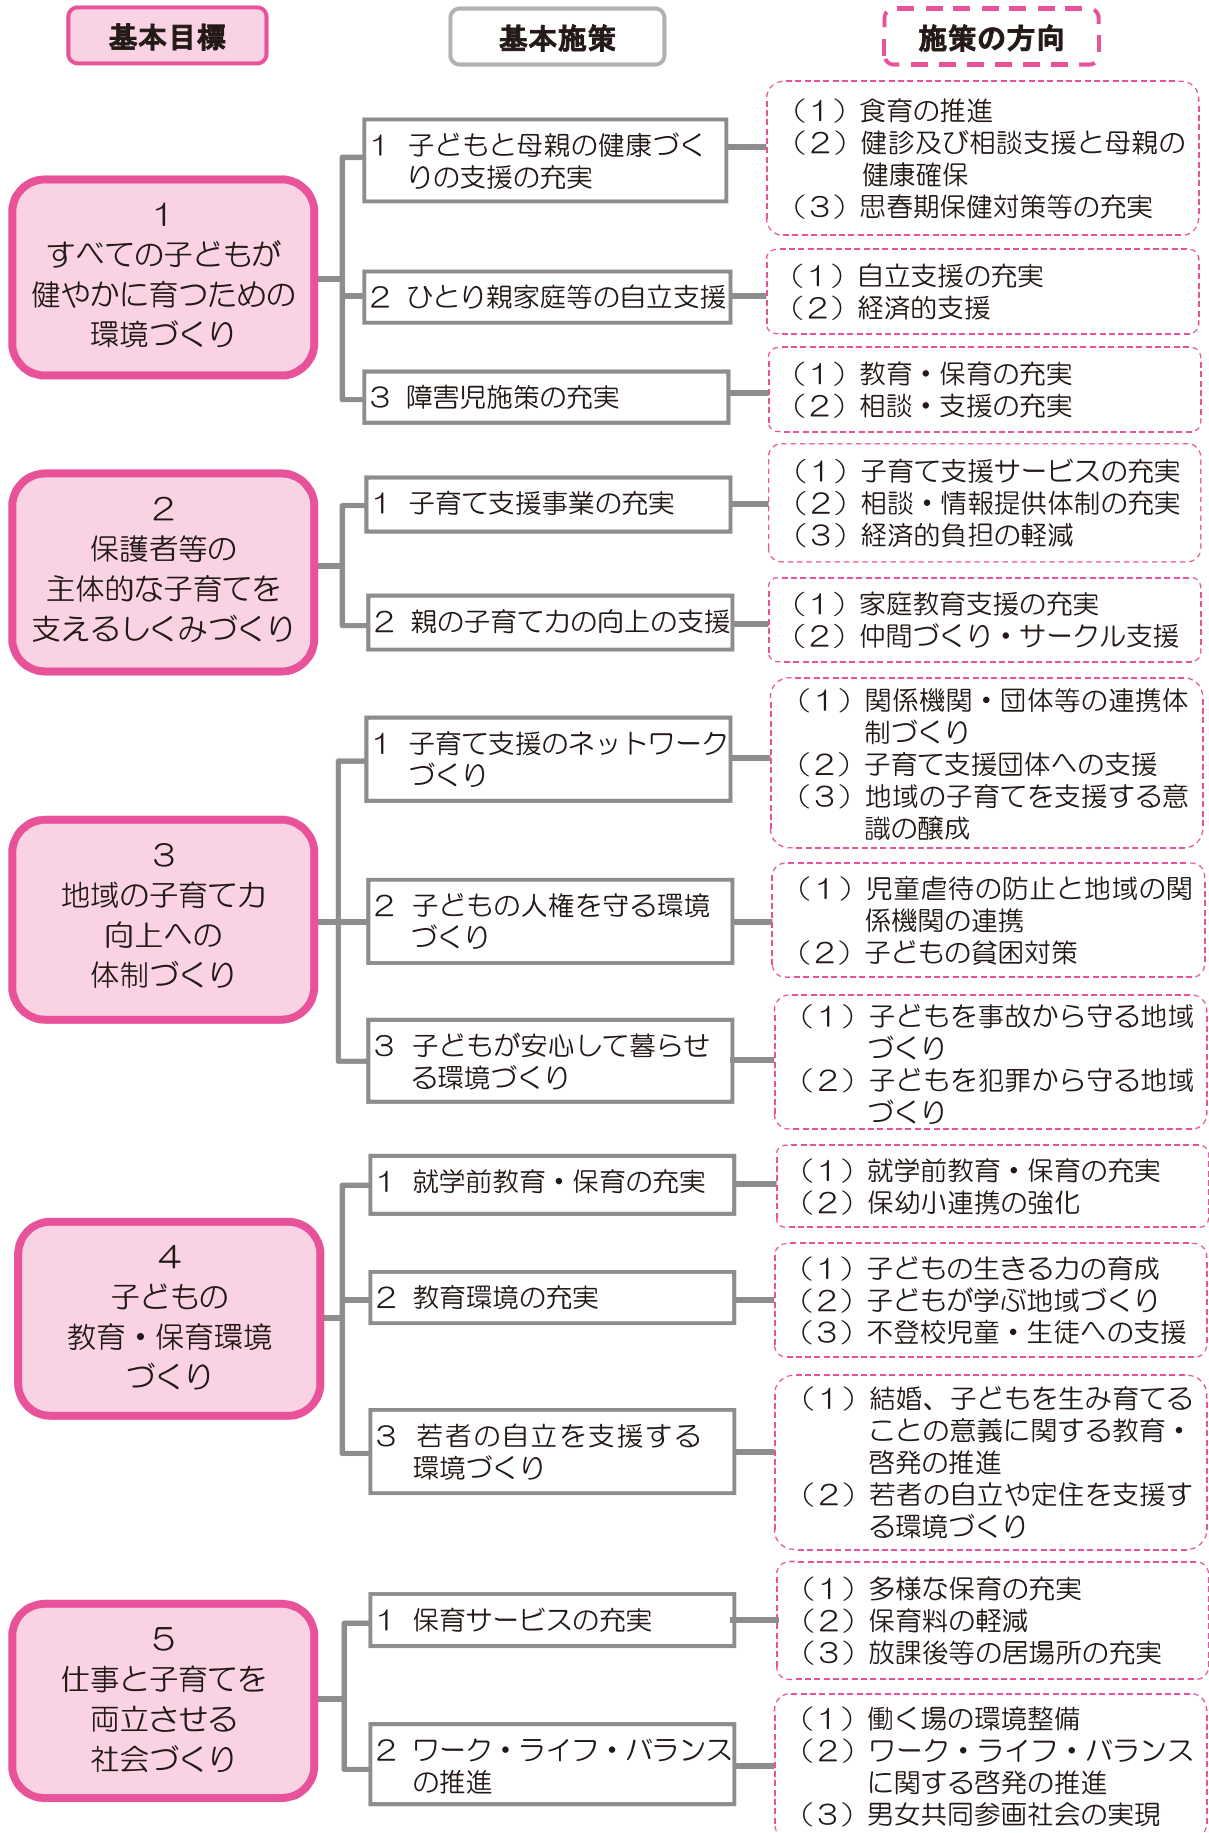 基本目標
基本施策
施策の方向
1
すべての子どもが
健やかに育つための
環境づくり
1 子どもと母親の健康づく
りの支援の充実
（1）食育の推進
（2）健診及び相談支援と母親の
健康確保
（3）思春期保健対策等の充実
2 ひとり親家庭等の自立支援
（1）自立支援の充実
（2）経済的支援
3 障害児施策の充実
（1）教育・保育の充実
（2）相談・支援の充実
2
保護者等の
主体的な子育てを
支えるしくみづくり
1 子育て支援事業の充実
（1）子育て支援サービスの充実
（2）相談・情報提供体制の充実
（3）経済的負担の軽減
2 親の子育て力の向上の支援
（1）家庭教育支援の充実
（2）仲間づくり・サークル支援
3
地域の子育て力
向上への
体制づくり
1 子育て支援のネットワーク
づくり
（1）関係機関・団体等の連携体
制づくり
（2）子育て支援団体への支援
（3）地域の子育てを支援する意
識の醸成
2 子どもの人権を守る環境
づくり
（1）児童虐待の防止と地域の関
係機関の連携
（2）子どもの貧困対策
3 子どもが安心して暮らせ
る環境づくり
（1）子どもを事故から守る地域
づくり
（2）子どもを犯罪から守る地域
づくり
4
子どもの
教育・保育環境
づくり
1 就学前教育・保育の充実
（1）就学前教育・保育の充実
（2）保幼小連携の強化
2 教育環境の充実
（1）子どもの生きる力の育成
（2）子どもが学ぶ地域づくり
（3）不登校児童・生徒への支援
3 若者の自立を支援する
環境づくり
（1）結婚、子どもを生み育てる
ことの意義に関する教育・
啓発の推進
（2）若者の自立や定住を支援す
る環境づくり
5
仕事と子育てを
両立させる
社会づくり
1 保育サービスの充実
（1）多様な保育の充実
（2）保育料の軽減
（3）放課後等の居場所の充実
2 ワーク・ライフ・バランス
の推進
（1）働く場の環境整備
（2）ワーク・ライフ・バランス
に関する啓発の推進
（3）男女共同参画社会の実現